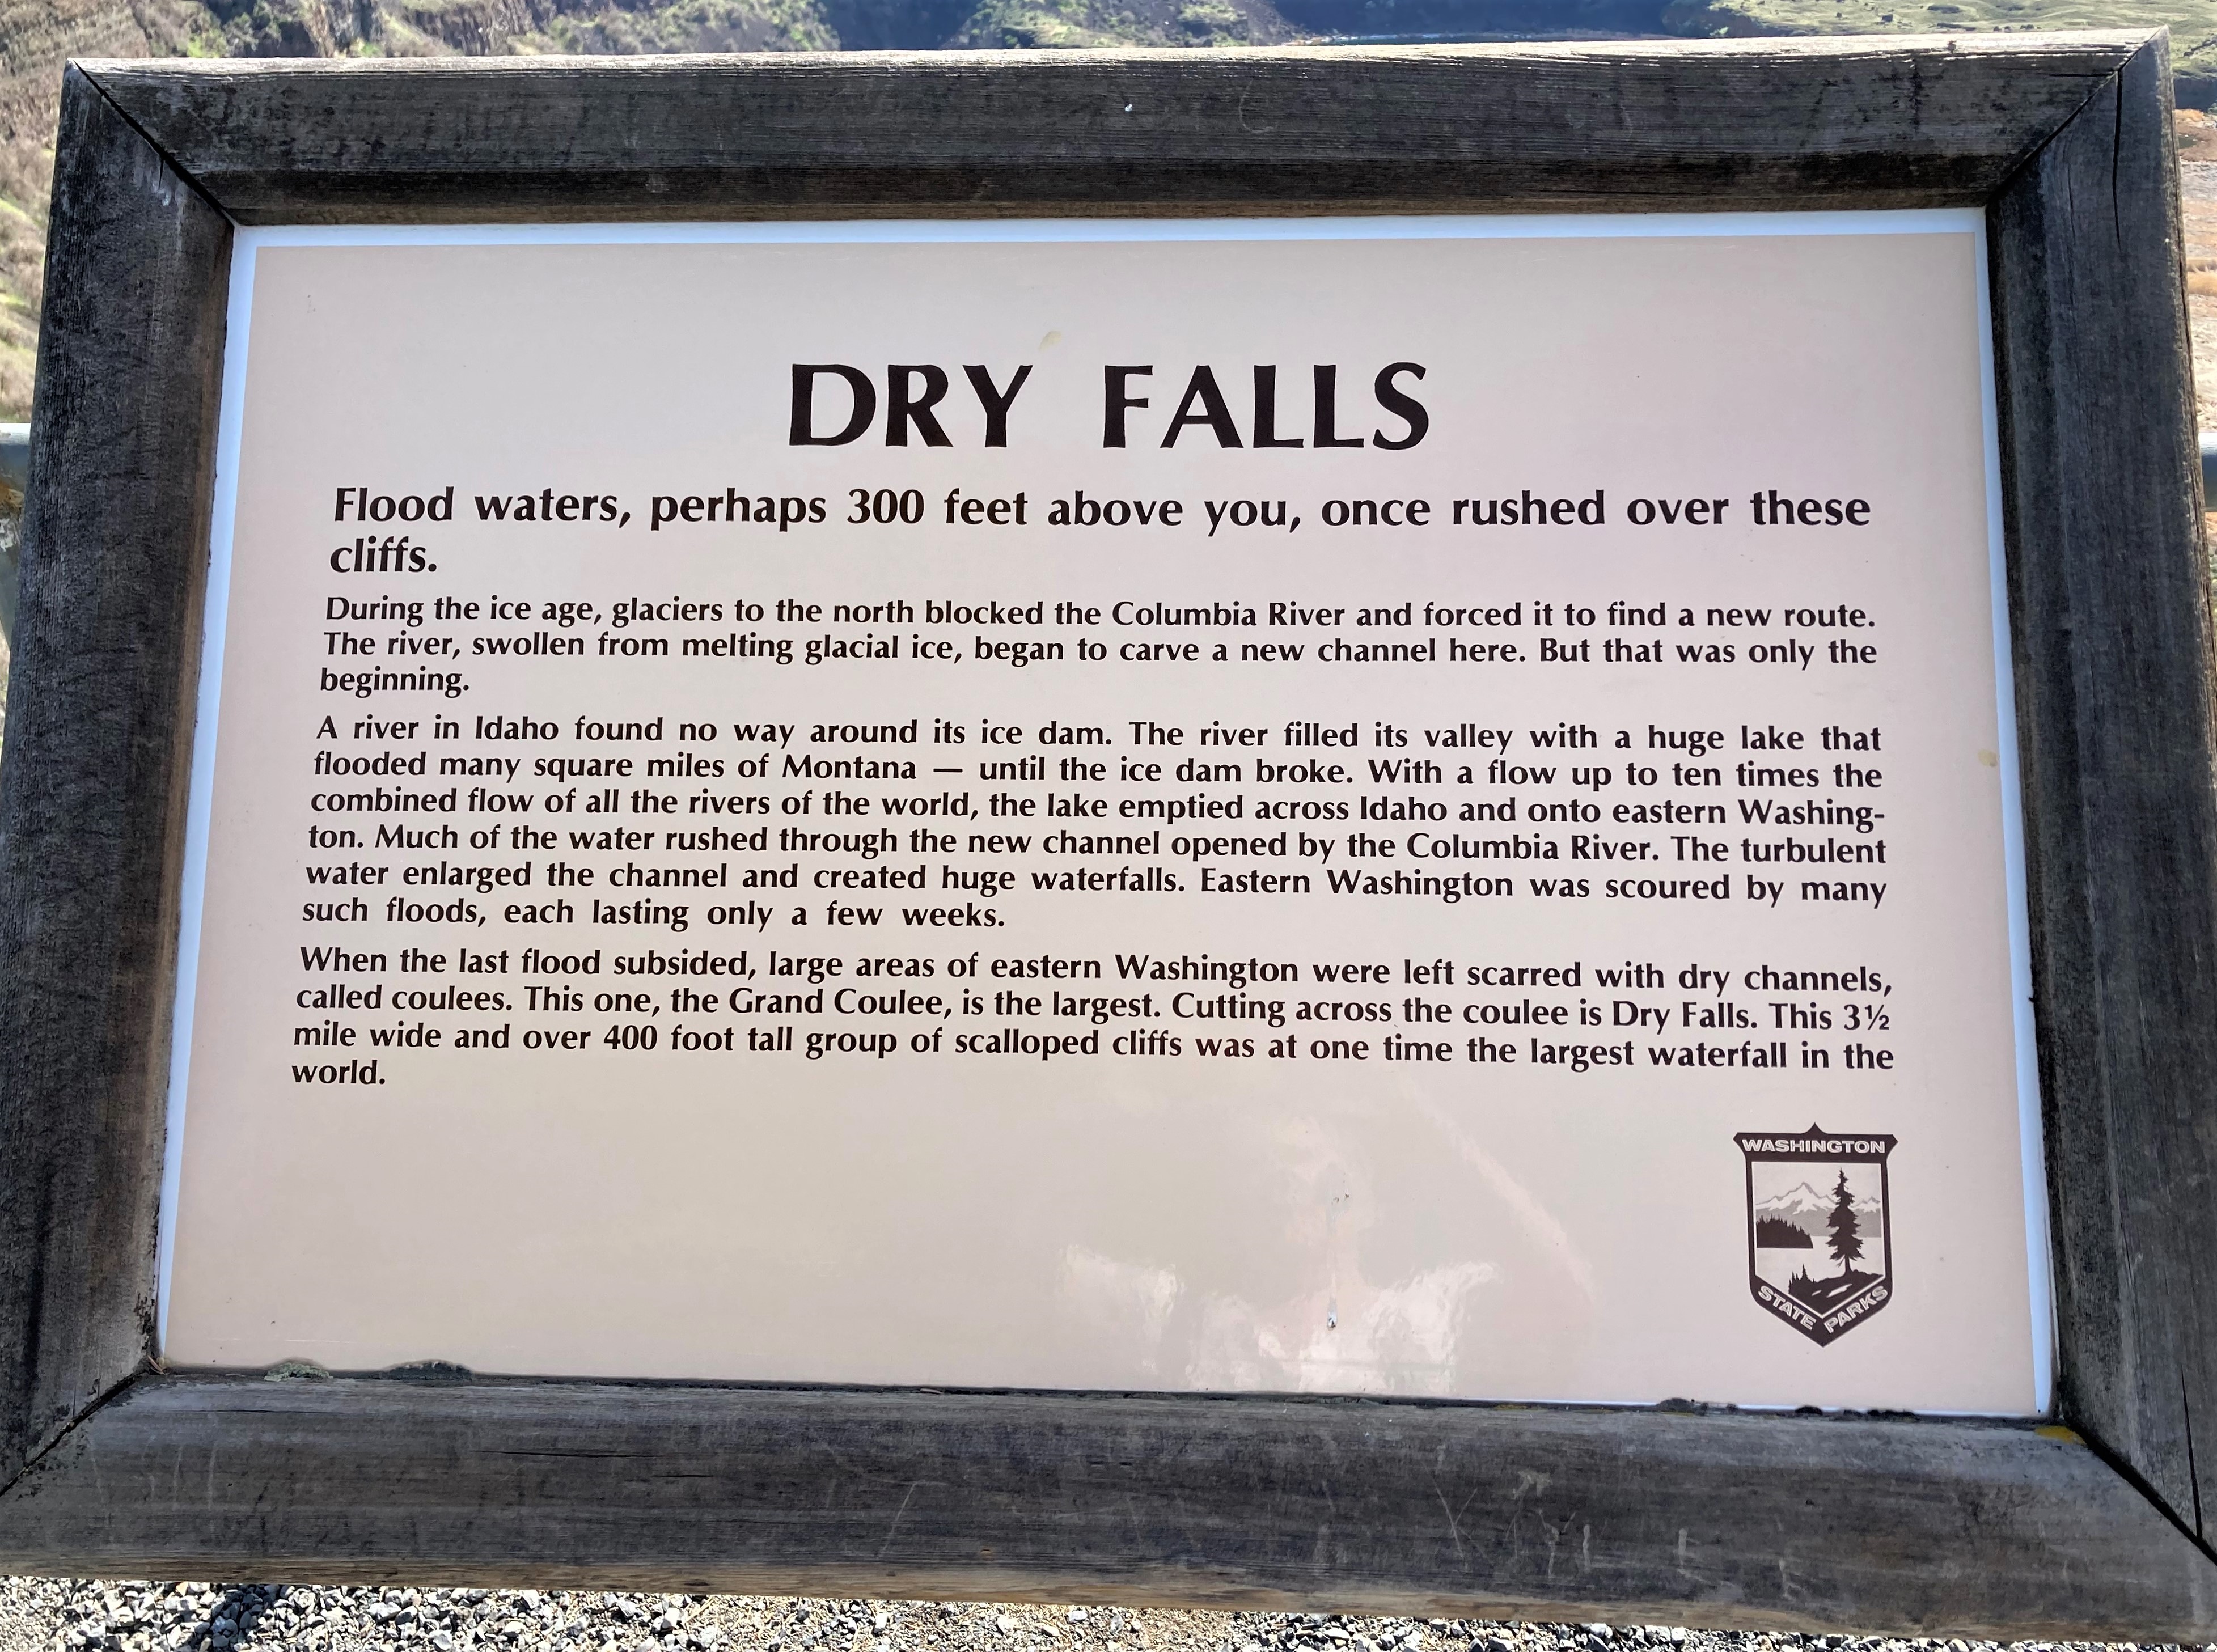 DRY FALLS
Flood waters, perhaps 300 feet above you, once rushed over these
cliffs.
During the ice age, glaciers to the north blocked the Columbia River and forced it to find a new route.
The river, swollen from melting glacial ice, began to carve a new channel here. But that was only the
beginning.
A river in Idaho found no way around its ice dam. The river filled its valley with a huge lake that
flooded many square miles of Montana — until the ice dam broke. With a flow up to ten times the
combined flow of all the rivers of the world, the lake emptied across Idaho and onto eastern Washing-
ton. Much of the water rushed through the new channel opened by the Columbia River. The turbulent
water enlarged the channel and created huge waterfalls. Eastern Washington was scoured by many
such floods, each lasting only a few weeks.
When the last flood subsided, large areas of eastern Washington were left scarred with dry channels,
called coulees. This one, the Grand Coulee, is the largest. Cutting across the coulee is Dry Falls. This 3½
mile wide and over 400 foot tall group of scalloped cliffs was at one time the largest waterfall in the
world.
WASHINGTON
STATE PARKS
KYLE